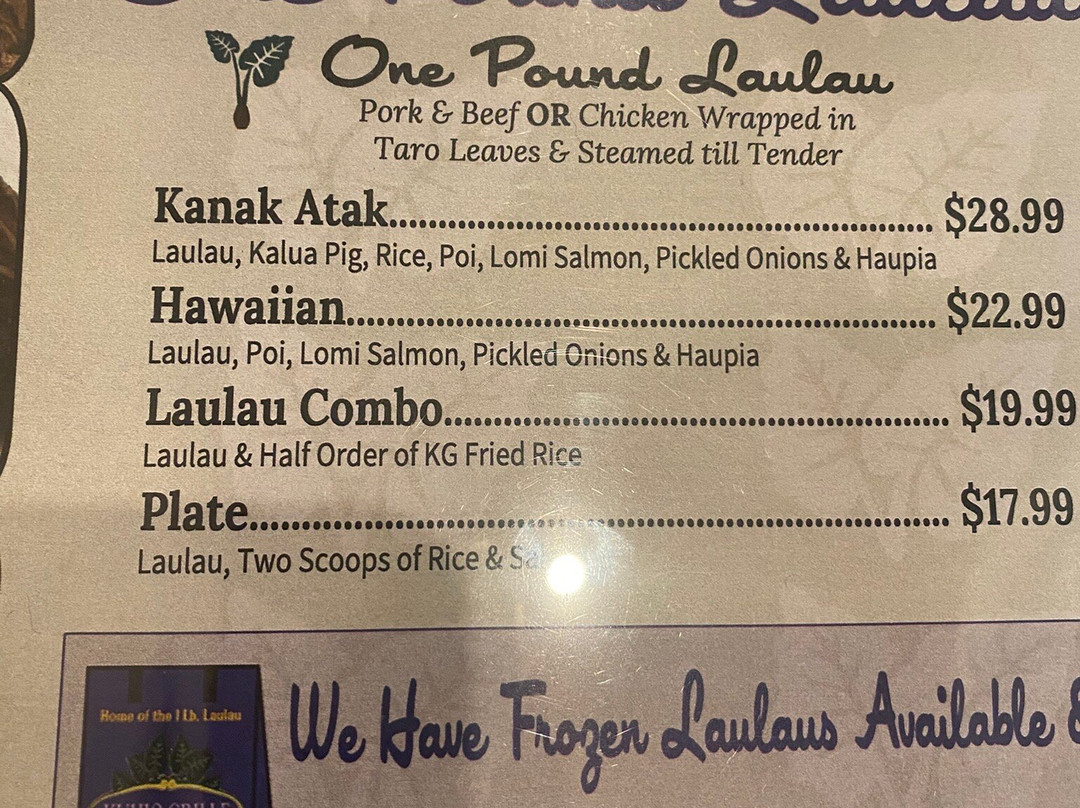 One Pound Laulau
One Pound Laulau
Pork & Beef OR Chicken Wrapped in
Taro Leaves & Steamed till Tender
Kanak Atak................................................................ $28.99
Laulau, Kalua Pig, Rice, Poi, Lomi Salmon, Pickled Onions & Haupia
Hawaiian..................................................................... $22.99
Laulau, Poi, Lomi Salmon, Pickled Onions & Haupia
Laulau Combo........................................................... $19.99
Laulau & Half Order of KG Fried Rice
Plate................................................................................ $17.99
Laulau, Two Scoops of Rice &
We Have Frozen Laulaus Available &
Home of the 1 Lb. Laulau